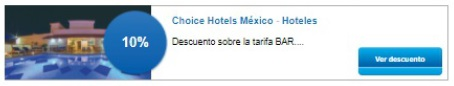 Choice Hotels México - Hoteles
10%
Descuento sobre la tarifa BAR....
Ver descuento